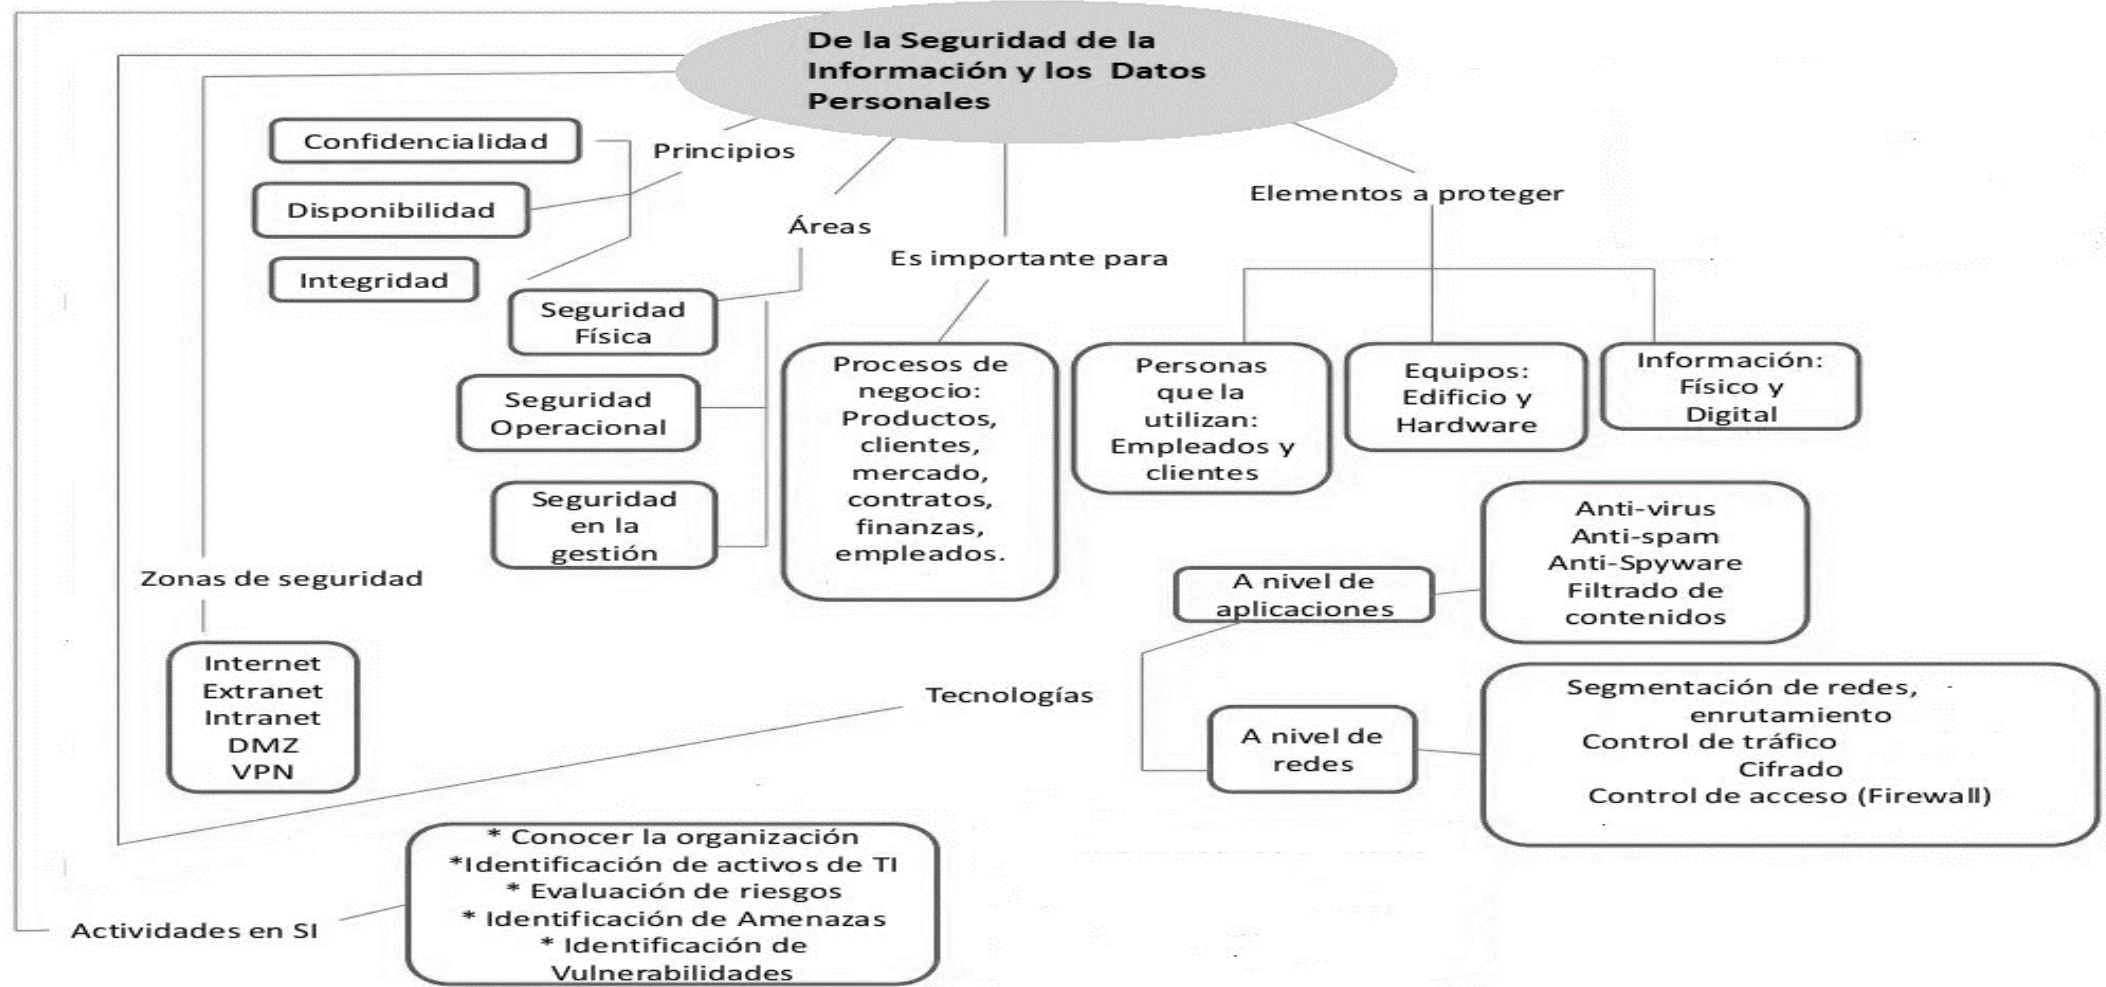 De la Seguridad de la
Información y los Datos
Personales
Principios
Confidencialidad
Disponibilidad
Integridad
Áreas
Seguridad
Física
Seguridad
Operacional
Seguridad
en la
gestión
Es importante para
Procesos de
negocio:
Productos,
clientes,
mercado,
contratos,
finanzas,
empleados.
Elementos a proteger
Personas
que la
utilizan:
Empleados y
clientes
Equipos:
Edificio y
Hardware
Información:
Físico y
Digital
Zonas de seguridad
Internet
Extranet
Intranet
DMZ
VPN
Tecnologías
A nivel de
aplicaciones
Anti-virus
Anti-spam
Anti-Spyware
Filtrado de
contenidos
A nivel de
redes
Segmentación de redes,
enrutamiento
Control de tráfico
Cifrado
Control de acceso (Firewall)
Actividades en SI
* Conocer la organización
*Identificación de activos de TI
* Evaluación de riesgos
* Identificación de Amenazas
* Identificación de
Vulnerabilidades